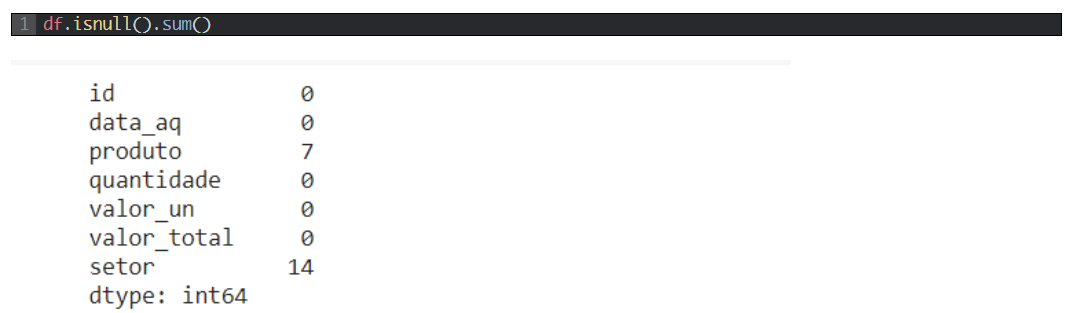 1 df.isnull().sum()
id 0
data_aq 0
produto 7
quantidade 0
valor_un 0
valor_total 0
setor 14
dtype: int64